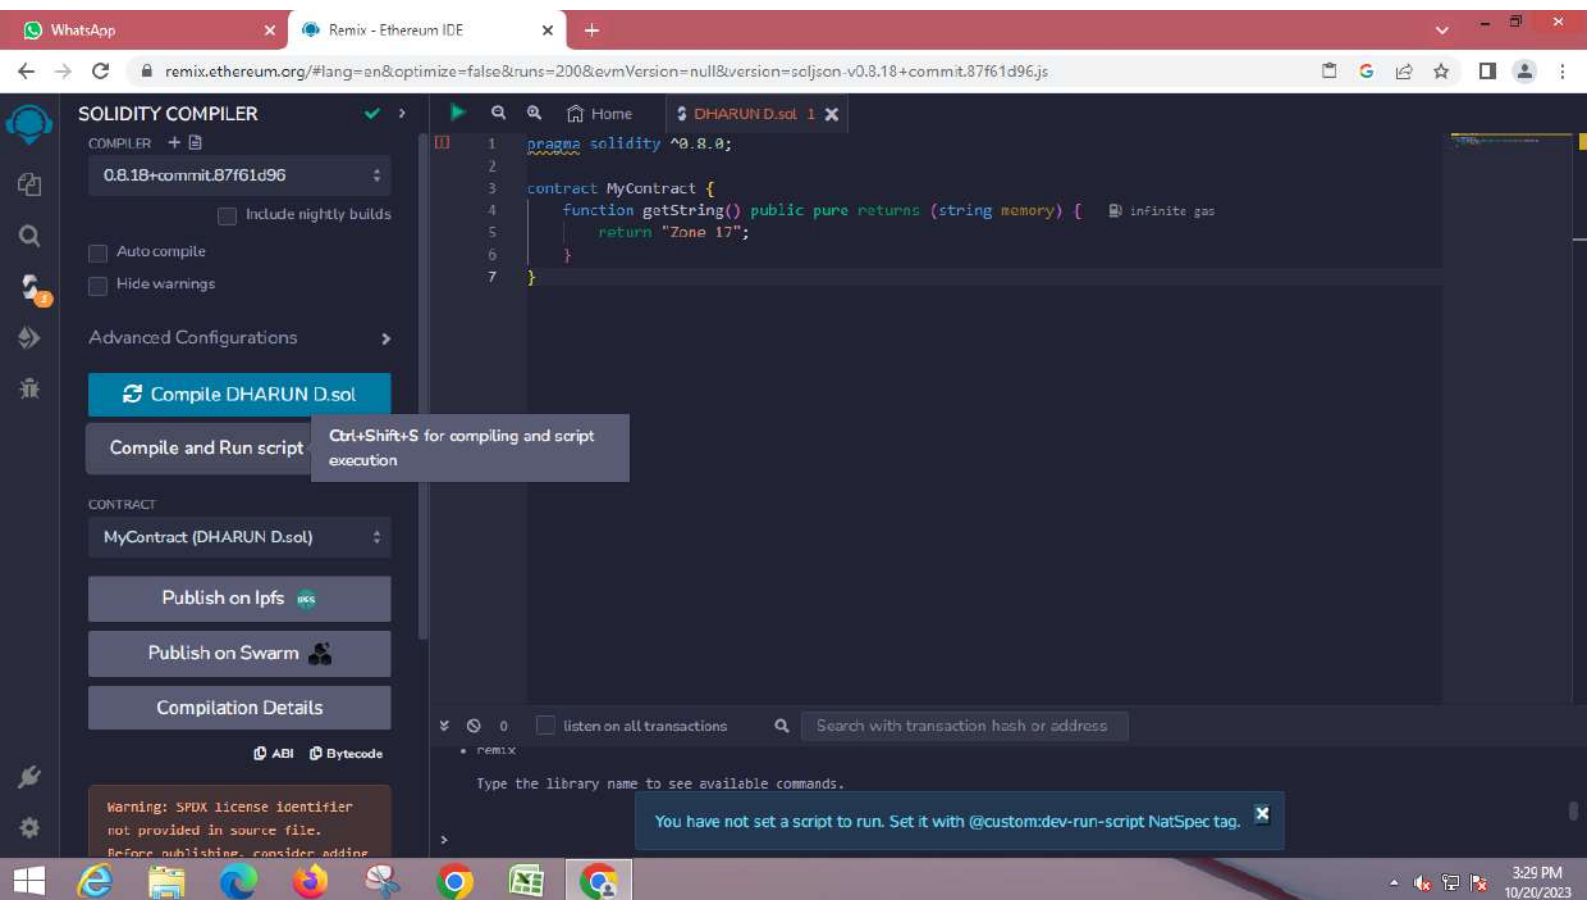 WhatsApp
Remix - Ethereum IDE
remix.ethereum.org/#lang=en&optimize=false&runs=200&evmVersion=null&version=soljson-v0.8.18+commit.87f61d96.js
SOLIDITY COMPILER
COMPILER
0.8.18+commit.87f61d96
Include nightly builds
Auto compile
Hide warnings
Advanced Configurations
Compile DHARUN D.sol
Compile and Run script
Ctrl+Shift+S for compiling and script
execution
CONTRACT
MyContract (DHARUN D.sol)
Publish on Ipfs
IPFS
Publish on Swarm
Compilation Details
ABI Bytecode
Warning: SPDX license identifier
not provided in source file.
Before publishing, consider adding
Home
DHARUN D.sol 1
1 pragma solidity ^0.8.0;
2
3 contract MyContract {
4 function getString() public pure returns (string memory) { infinite gas
5 return "Zone 17";
6 }
7 }
0 listen on all transactions Search with transaction hash or address
• remix
Type the library name to see available commands.
You have not set a script to run. Set it with @custom:dev-run-script NatSpec tag.
>
3:29 PM
10/20/2023